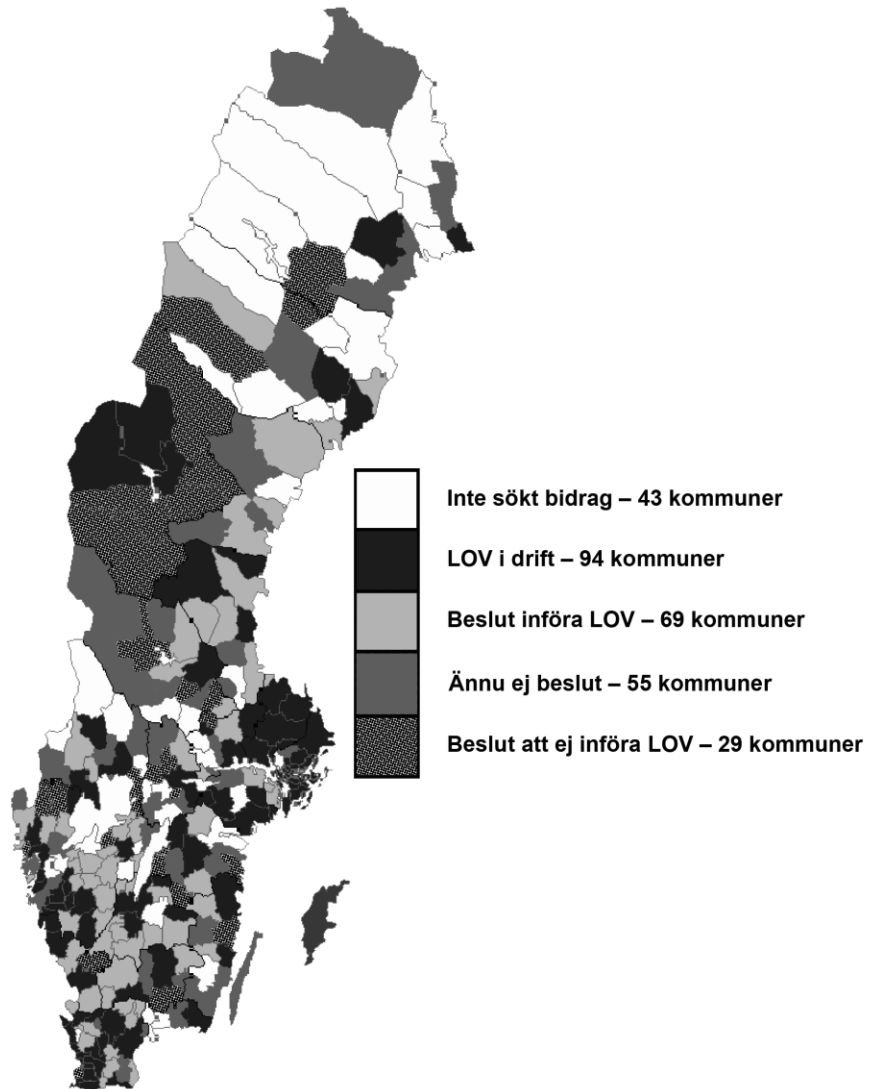 Inte sökt bidrag – 43 kommuner
LOV i drift – 94 kommuner
Beslut införa LOV – 69 kommuner
Ännu ej beslut – 55 kommuner
Beslut att ej införa LOV – 29 kommuner